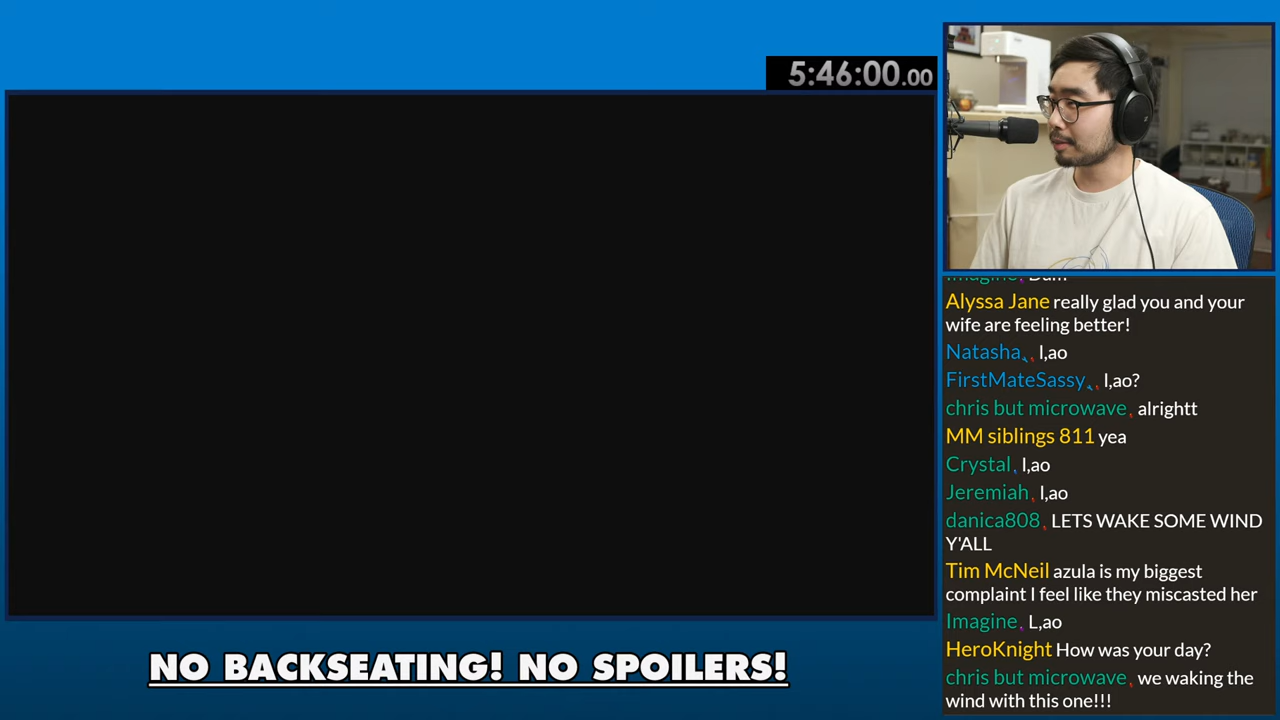 5:46:00.00
Alyssa Jane really glad you and your
wife are feeling better!
Natasha l,ao
FirstMateSassy l,ao?
chris but microwave alrightt
MM siblings 811 yea
Crystal l,ao
Jeremiah l,ao
danica808 LETS WAKE SOME WIND
Y'ALL
Tim McNeil azula is my biggest
complaint I feel like they miscasted her
Imagine L,ao
HeroKnight How was your day?
chris but microwave we waking the
wind with this one!!!
NO BACKSEATING! NO SPOILERS!